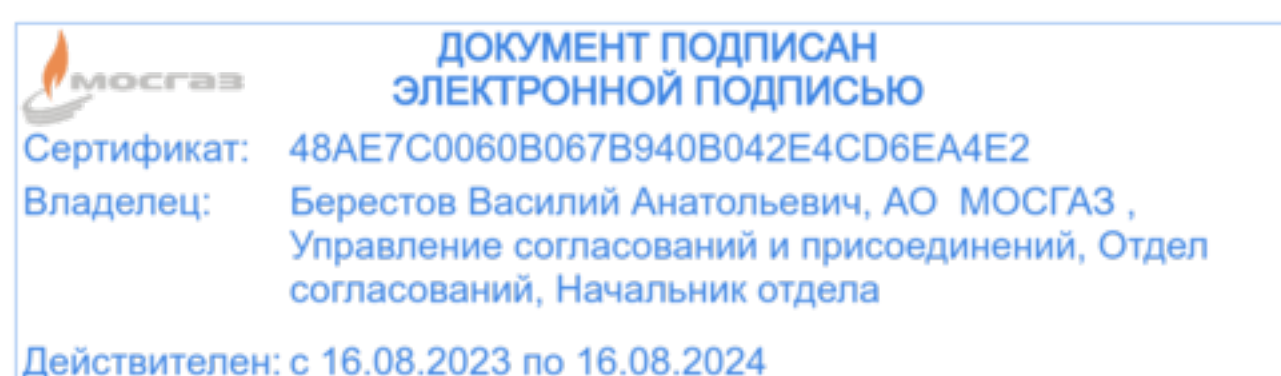 ДОКУМЕНТ ПОДПИСАН
ЭЛЕКТРОННОЙ ПОДПИСЬЮ
мосгаз
Сертификат: 48AE7C0060B067B940B042E4CD6EA4E2
Владелец: Берестов Василий Анатольевич, АО МОСГАЗ ,
Управление согласований и присоединений, Отдел
согласований, Начальник отдела
Действителен: с 16.08.2023 по 16.08.2024